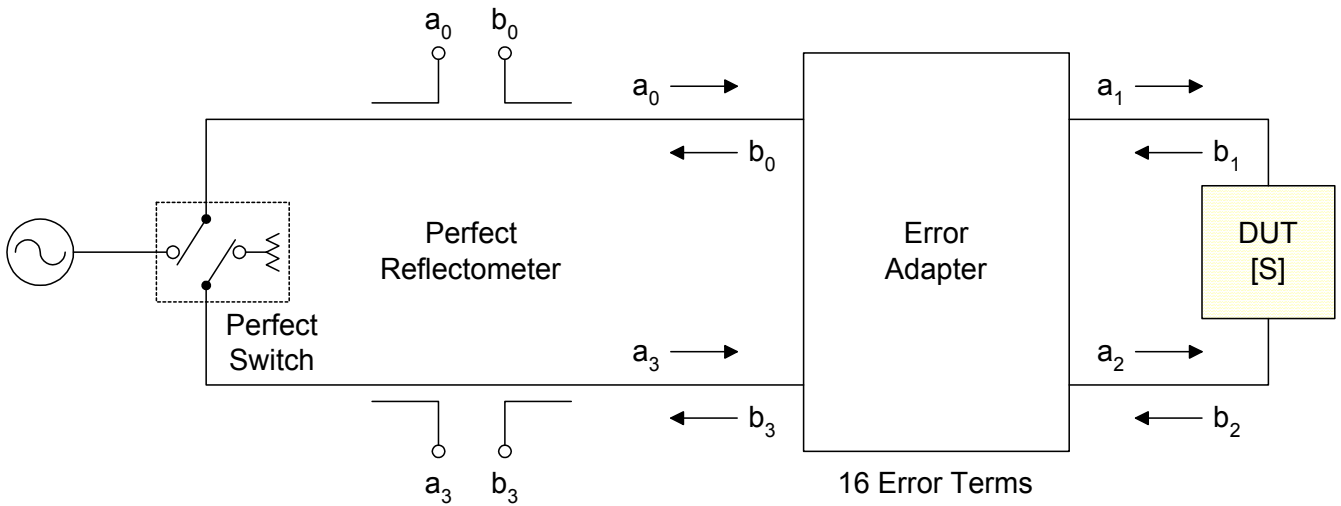 a₀ b₀
a₀
b₀
a₁
b₁
Perfect
Reflectometer
Error
Adapter
DUT
[S]
Perfect
Switch
a₃
b₃
a₂
b₂
a₃ b₃
16 Error Terms